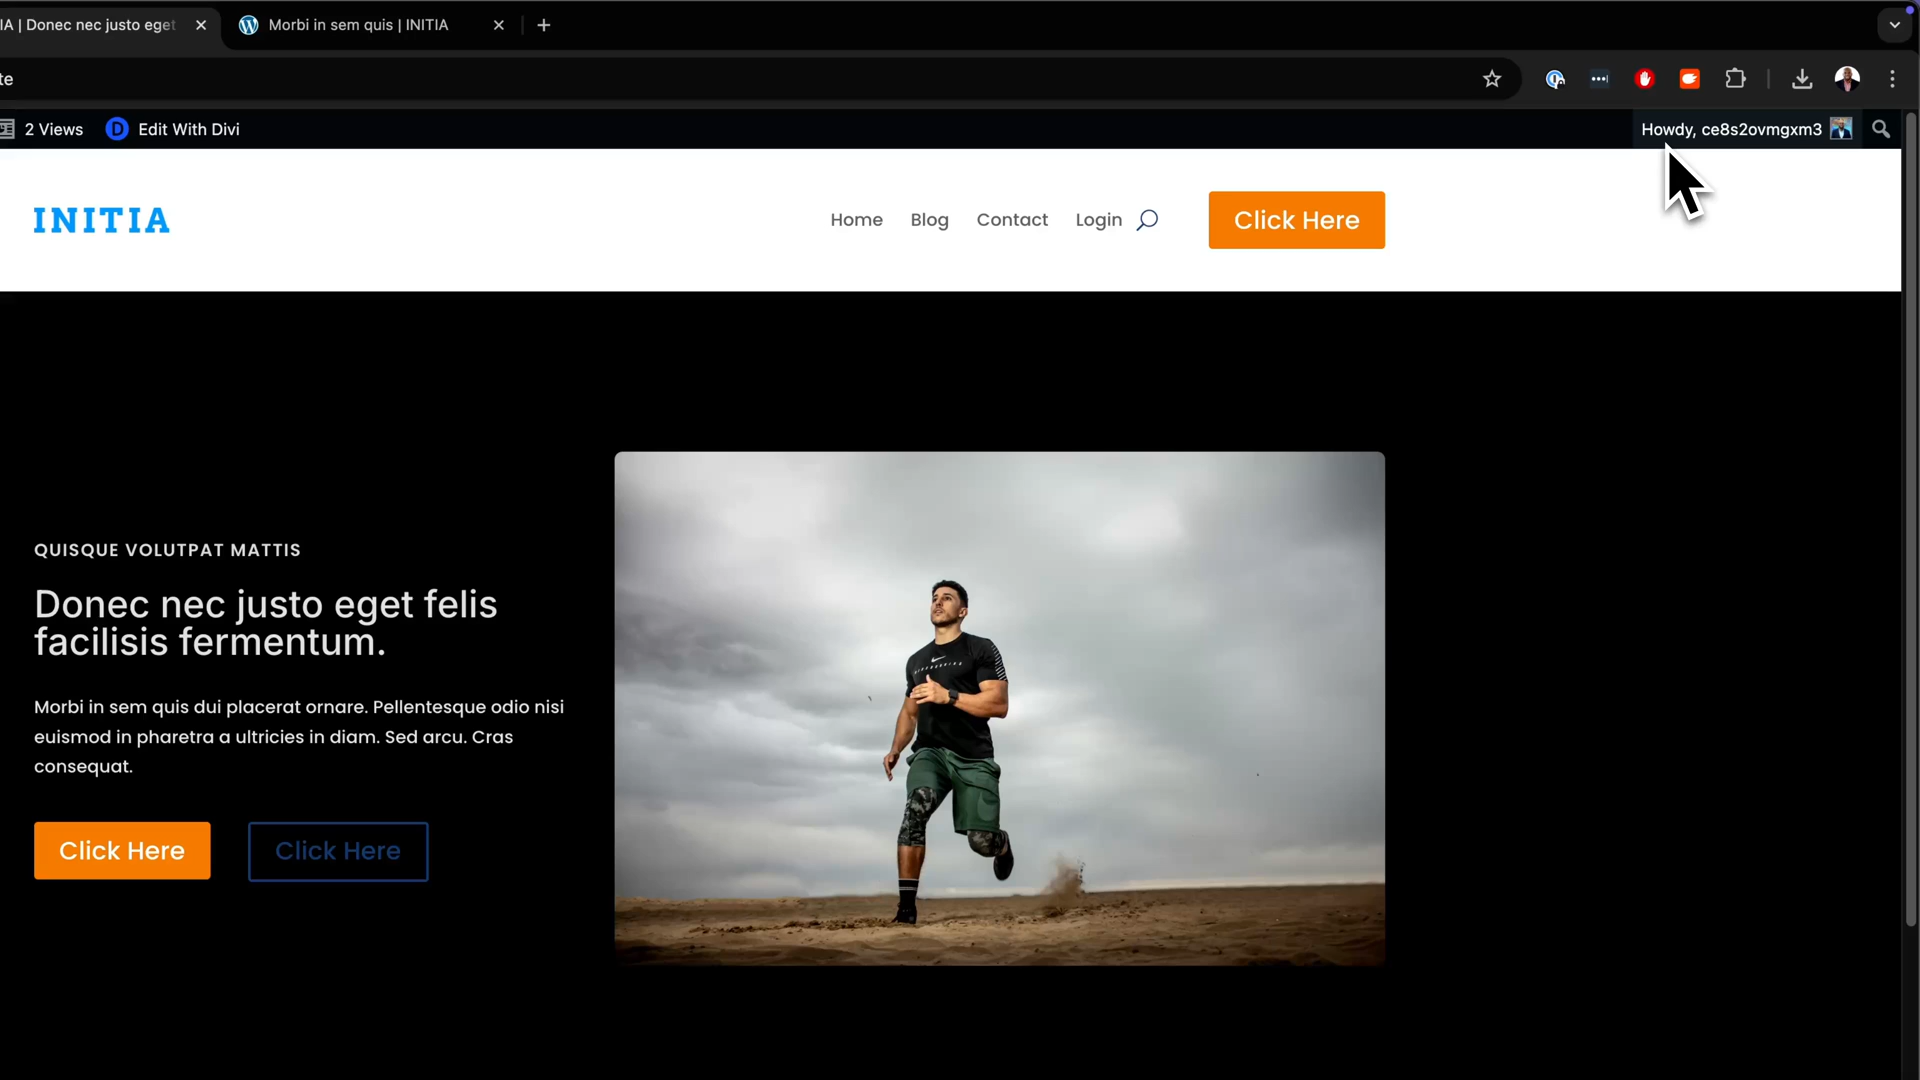 IA | Donec nec justo eget
Morbi in sem quis | INITIA
te
2 Views
Edit With Divi
Howdy, ce8s2ovmgxm3
INITIA
Home
Blog
Contact
Login
Click Here
QUISQUE VOLUTPAT MATTIS
Donec nec justo eget felis
facilisis fermentum.
Morbi in sem quis dui placerat ornare. Pellentesque odio nisi
euismod in pharetra a ultricies in diam. Sed arcu. Cras
consequat.
Click Here
Click Here